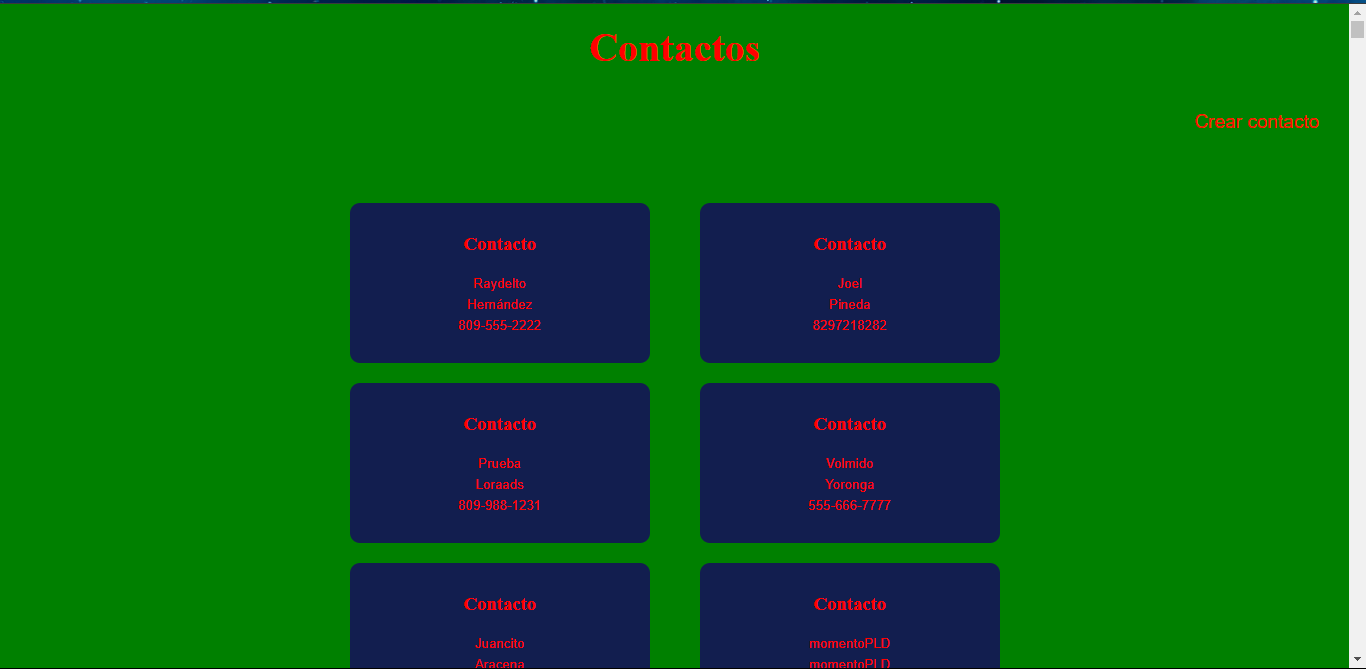 Contactos
Crear contacto
Contacto
Raydelto
Hernández
809-555-2222
Contacto
Joel
Pineda
8297218282
Contacto
Prueba
Loraads
809-988-1231
Contacto
Volmido
Yoronga
555-666-7777
Contacto
Juancito
Aracena
Contacto
momentoPLD
momentoPLD